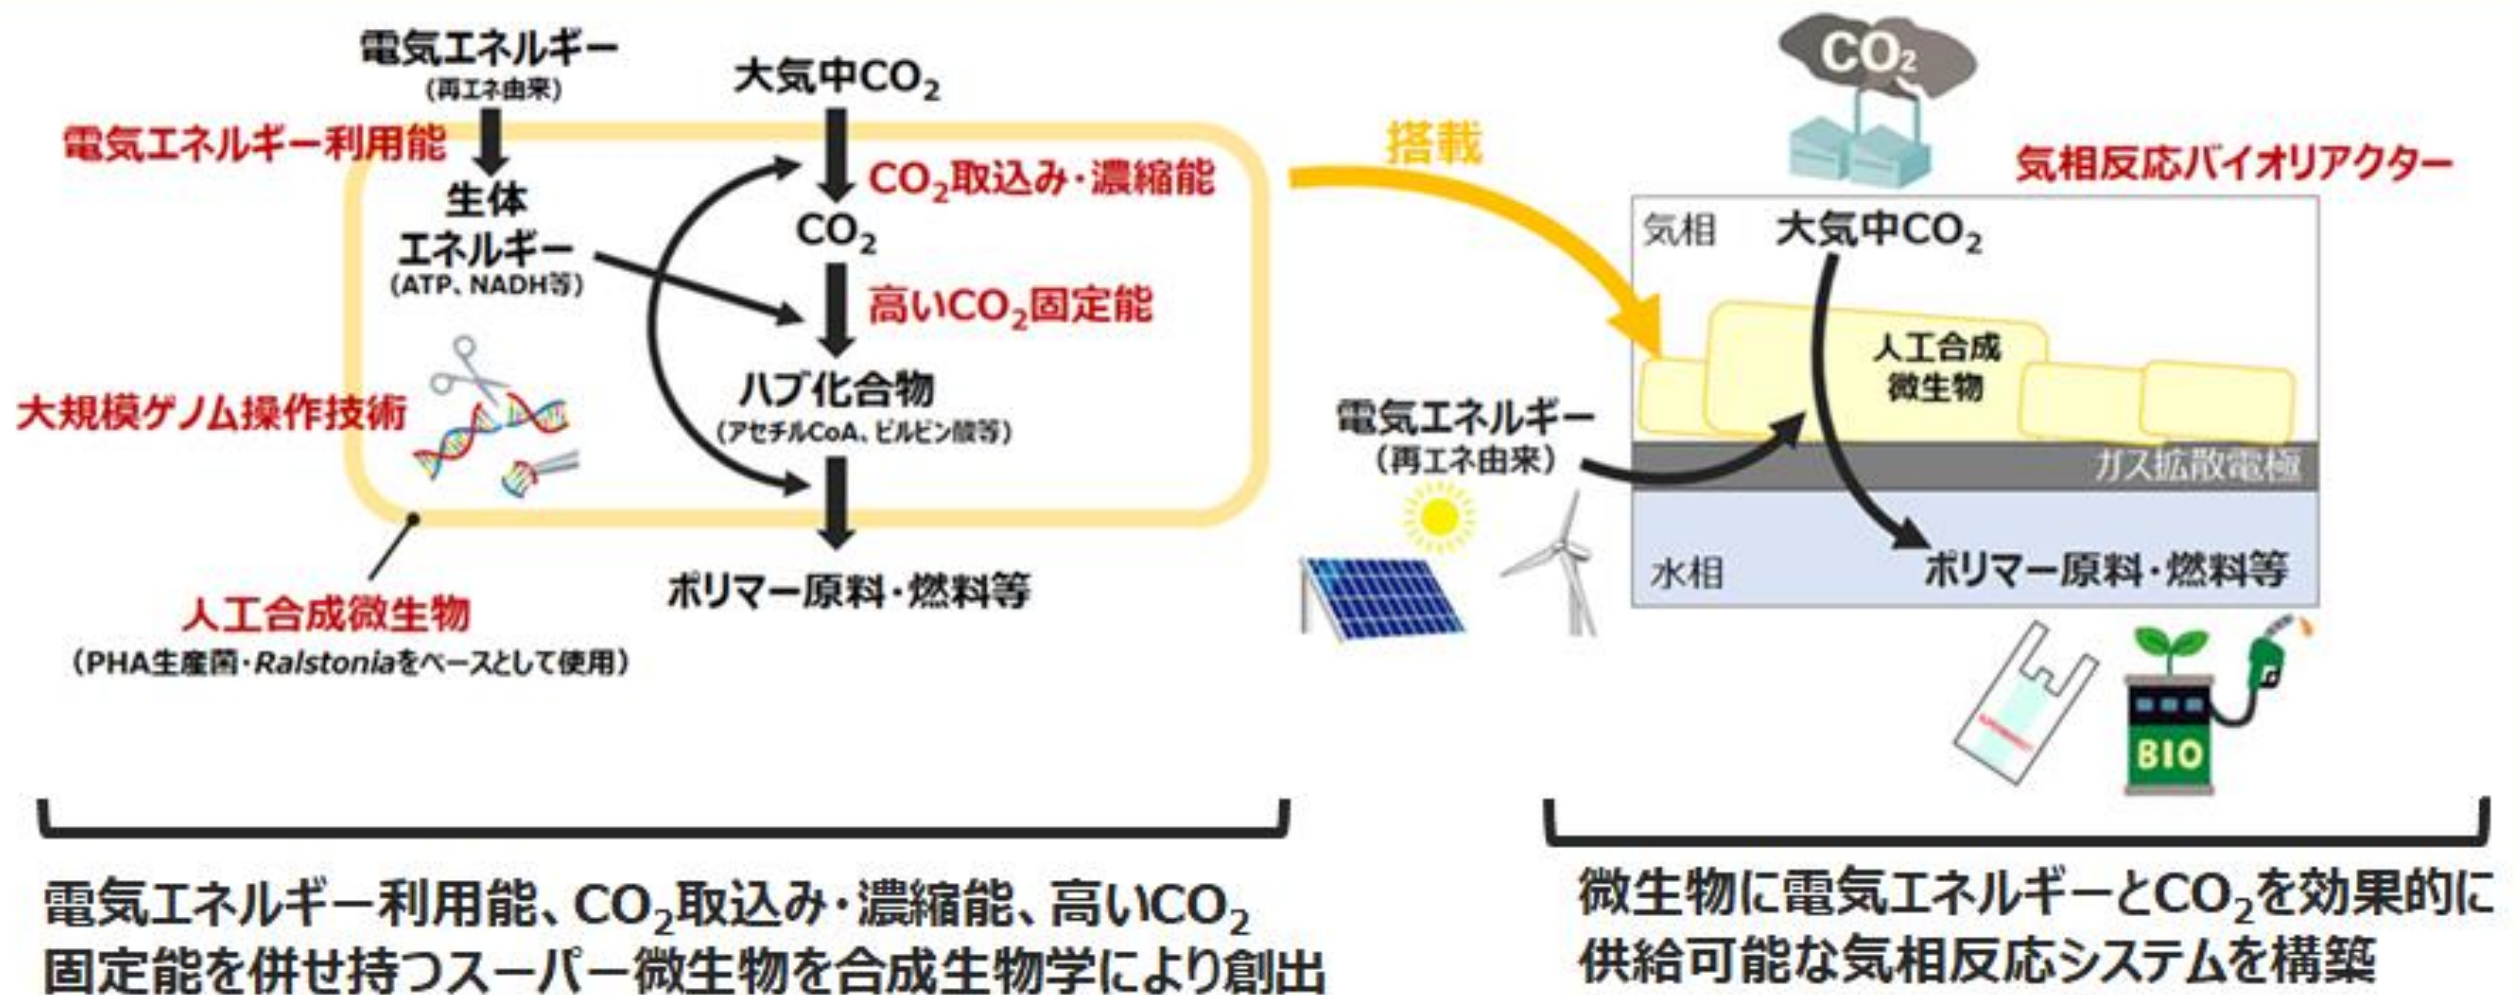 電気エネルギー
(再エネ由来)
大気中CO₂
電気エネルギー利用能
生体
エネルギー
(ATP、NADH等)
CO₂取込み・濃縮能
CO₂
高いCO₂固定能
大規模ゲノム操作技術
ハブ化合物
(アセチルCoA、ピルビン酸等)
ポリマー原料・燃料等
人工合成微生物
(PHA生産菌・Ralstoniaをベースとして使用)
搭載
CO₂
気相反応バイオリアクター
気相
大気中CO₂
人工合成
微生物
電気エネルギー
(再エネ由来)
ガス拡散電極
水相
ポリマー原料・燃料等
BIO
電気エネルギー利用能、CO₂取込み・濃縮能、高いCO₂
固定能を併せ持つスーパー微生物を合成生物学により創出
微生物に電気エネルギーとCO₂を効果的に
供給可能な気相反応システムを構築